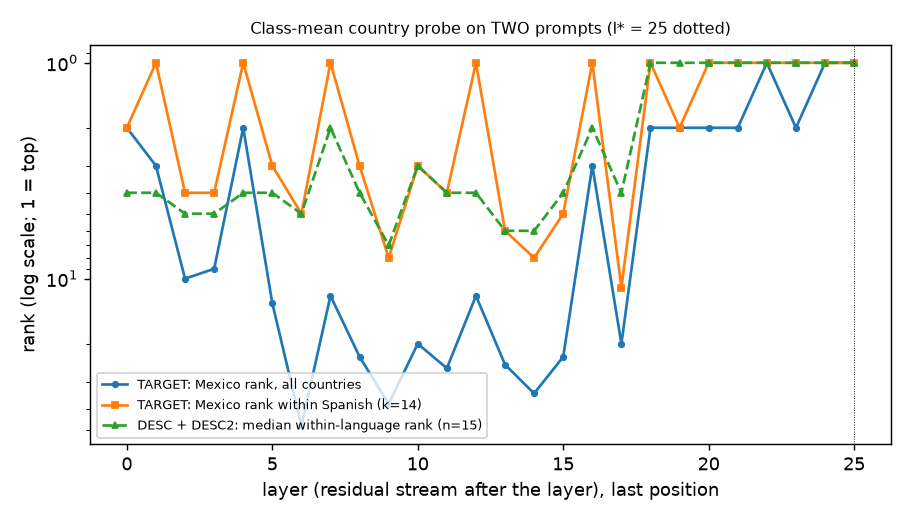 Class-mean country probe on TWO prompts (l* = 25 dotted)
rank (log scale; 1 = top)
10⁰
10¹
TARGET: Mexico rank, all countries
TARGET: Mexico rank within Spanish (k=14)
DESC + DESC2: median within-language rank (n=15)
0 5 10 15 20 25
layer (residual stream after the layer), last position